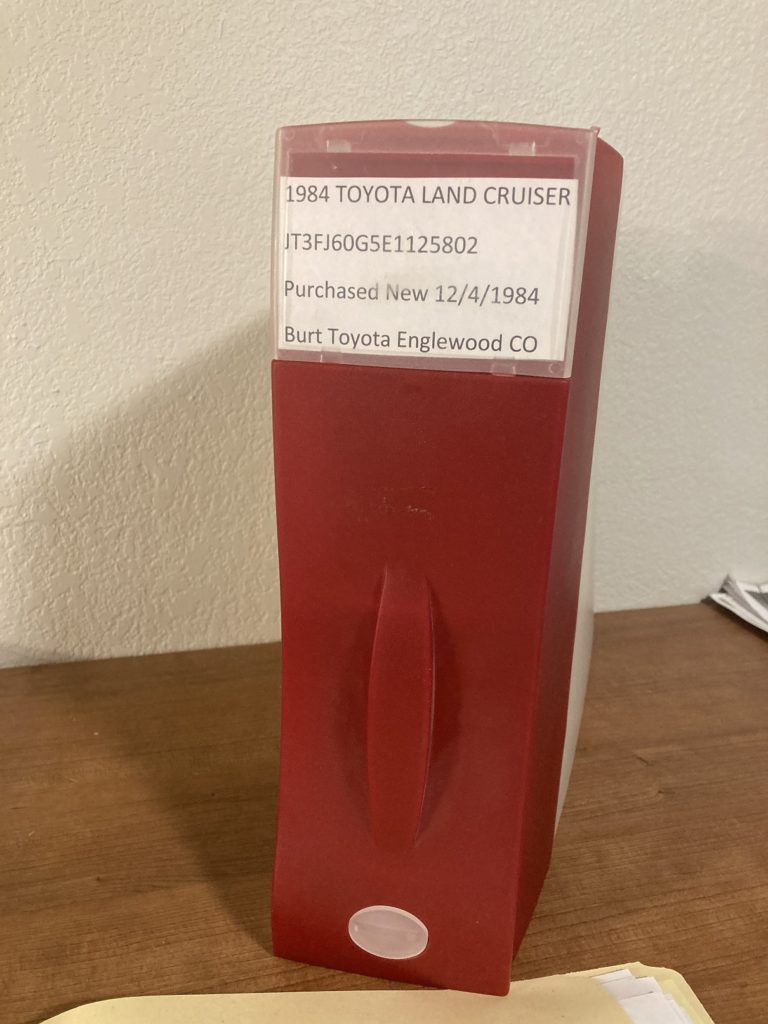 1984 TOYOTA LAND CRUISER
JT3FJ60G5E1125802
Purchased New 12/4/1984
Burt Toyota Englewood CO